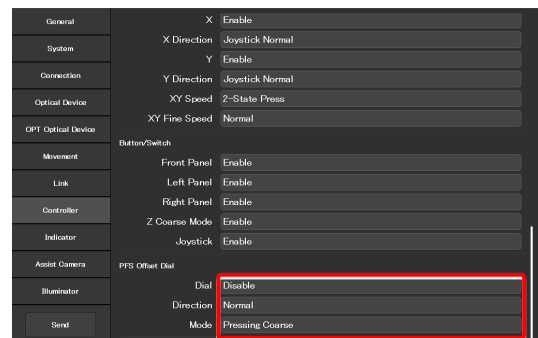 General
System
Connection
Optical Device
OPT Optical Device
Movement
Link
Controller
Indicator
Assist Camera
Illuminator
Send
X Enable
X Direction Joystick Normal
Y Enable
Y Direction Joystick Normal
XY Speed 2-State Press
XY Fine Speed Normal
Button/Switch
Front Panel Enable
Left Panel Enable
Right Panel Enable
Z Coarse Mode Enable
Joystick Enable
PFS Offset Dial
Dial Disable
Direction Normal
Mode Pressing Coarse